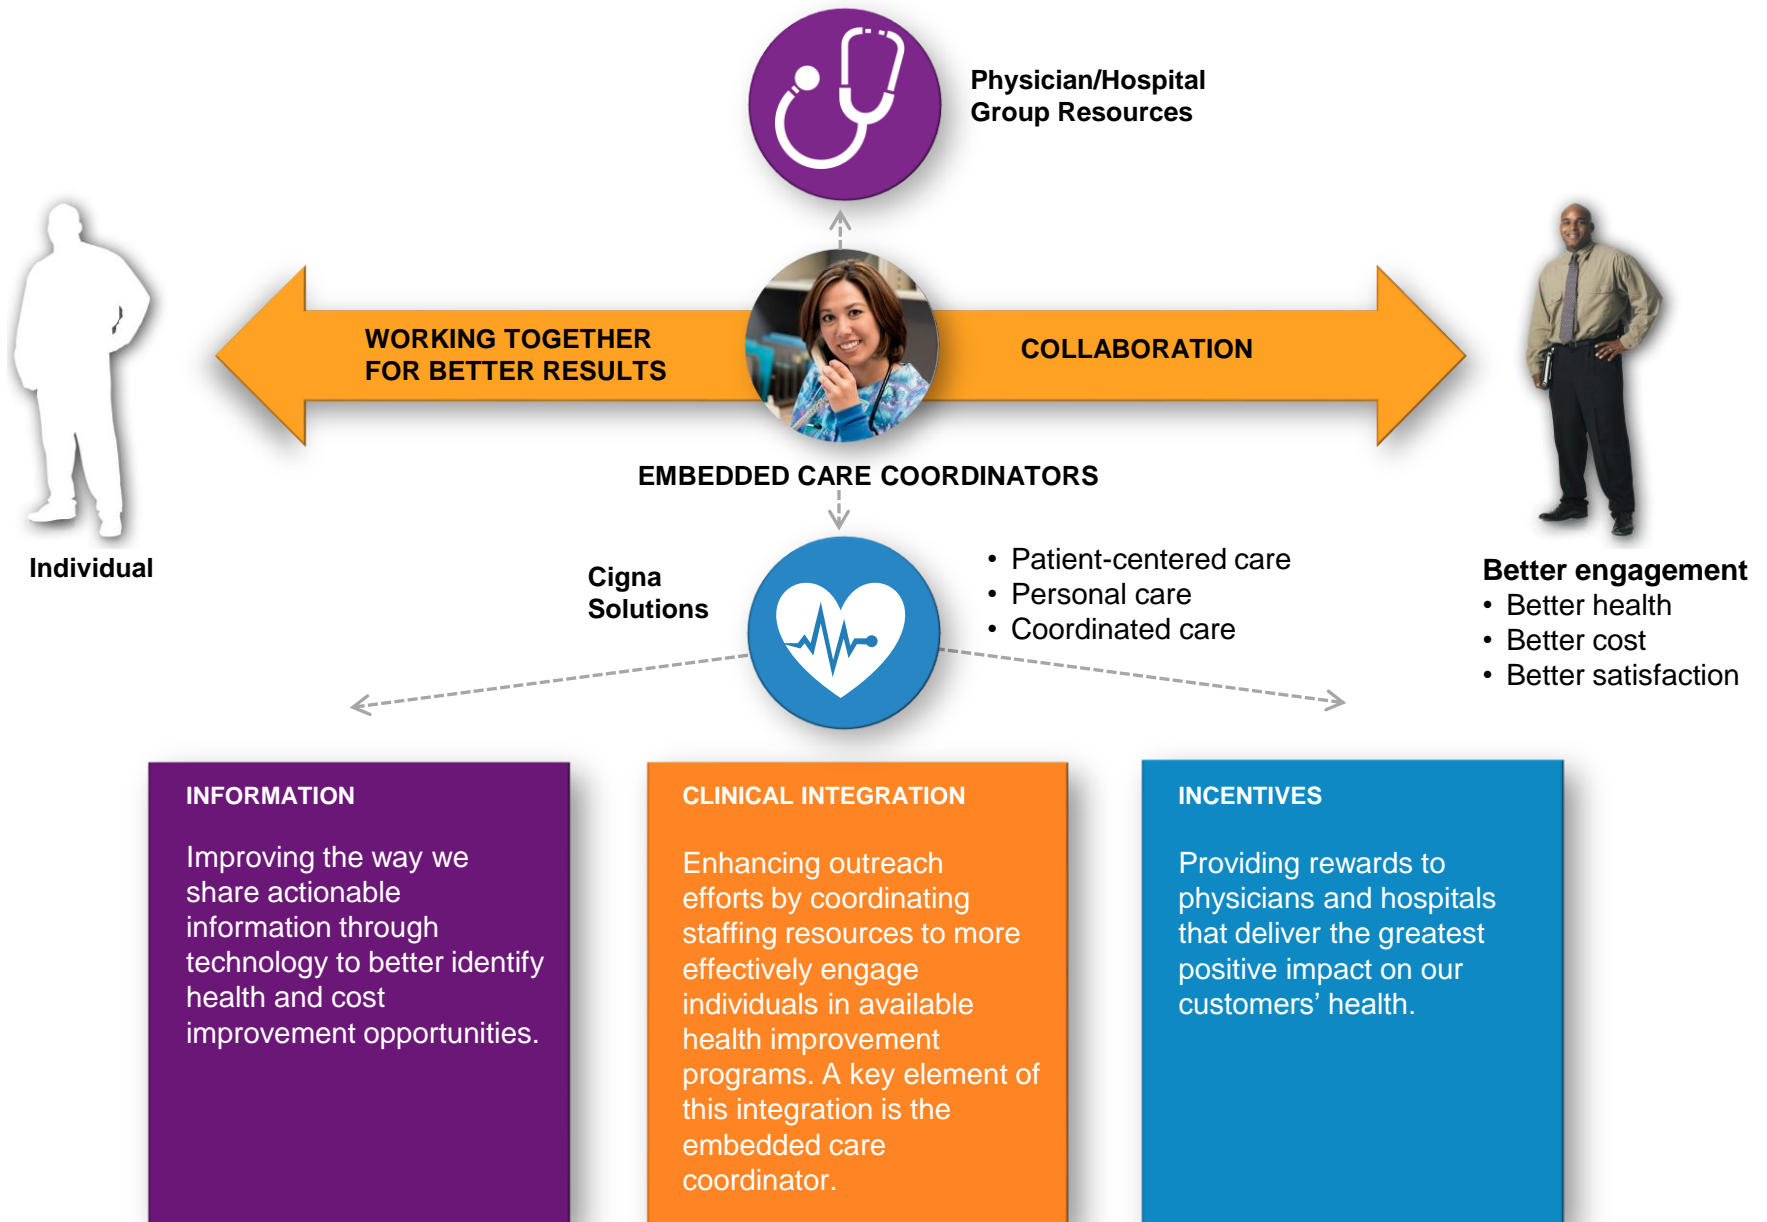 Physician/Hospital
Group Resources
WORKING TOGETHER
FOR BETTER RESULTS
COLLABORATION
EMBEDDED CARE COORDINATORS
Individual
Cigna
Solutions
• Patient-centered care
• Personal care
• Coordinated care
Better engagement
• Better health
• Better cost
• Better satisfaction
INFORMATION
Improving the way we
share actionable
information through
technology to better identify
health and cost
improvement opportunities.
CLINICAL INTEGRATION
Enhancing outreach
efforts by coordinating
staffing resources to more
effectively engage
individuals in available
health improvement
programs. A key element of
this integration is the
embedded care
coordinator.
INCENTIVES
Providing rewards to
physicians and hospitals
that deliver the greatest
positive impact on our
customers’ health.